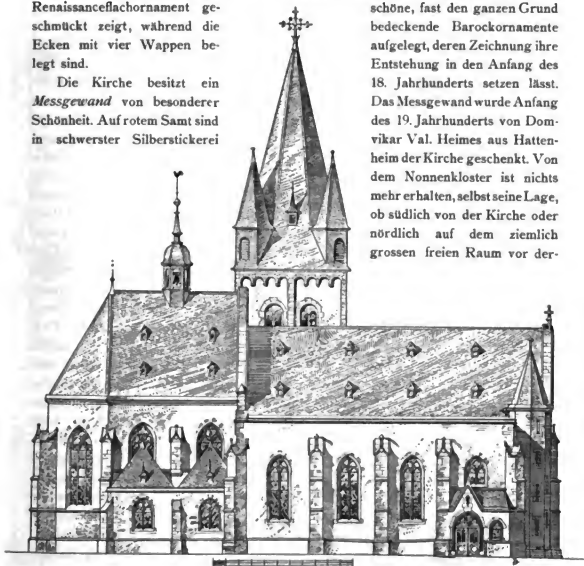 Renaissanceflachornament ge-
schmückt zeigt, während die
Ecken mit vier Wappen be-
legt sind.
Die Kirche besitzt ein
Messgewand von besonderer
Schönheit. Auf rotem Samt sind
in schwerster Silberstickerei
schöne, fast den ganzen Grund
bedeckende Barockornamente
aufgelegt, deren Zeichnung ihre
Entstehung in den Anfang des
18. Jahrhunderts setzen lässt.
Das Messgewand wurde Anfang
des 19. Jahrhunderts von Dom-
vikar Val. Heimes aus Hatten-
heim der Kirche geschenkt. Von
dem Nonnenkloster ist nichts
mehr erhalten, selbst seine Lage,
ob südlich von der Kirche oder
nördlich auf dem ziemlich
grossen freien Raum vor der-